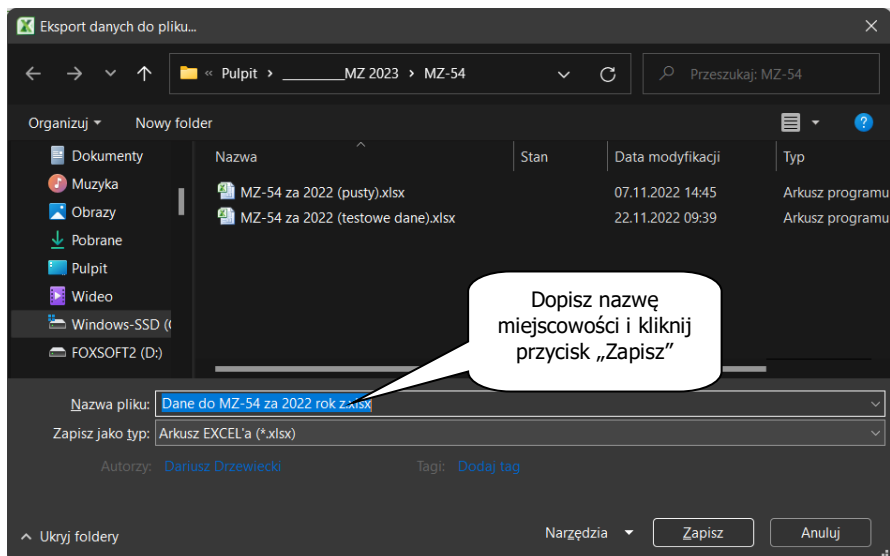 Eksport danych do pliku...
« Pulpit › _________MZ 2023 › MZ-54
Przeszukaj: MZ-54
Organizuj
Nowy folder
Dokumenty
Muzyka
Obrazy
Pobrane
Pulpit
Wideo
Windows-SSD (
FOXSOFT2 (D:)
Nazwa
Stan
Data modyfikacji
Typ
MZ-54 za 2022 (pusty).xlsx
07.11.2022 14:45
Arkusz programu
MZ-54 za 2022 (testowe dane).xlsx
22.11.2022 09:39
Arkusz programu
Dopisz nazwę
miejscowości i kliknij
przycisk „Zapisz”
Nazwa pliku: Dane do MZ-54 za 2022 rok z.xlsx
Zapisz jako typ: Arkusz EXCEL'a (*.xlsx)
Autorzy: Dariusz Drzewiecki
Tagi: Dodaj tag
Ukryj foldery
Narzędzia
Zapisz
Anuluj